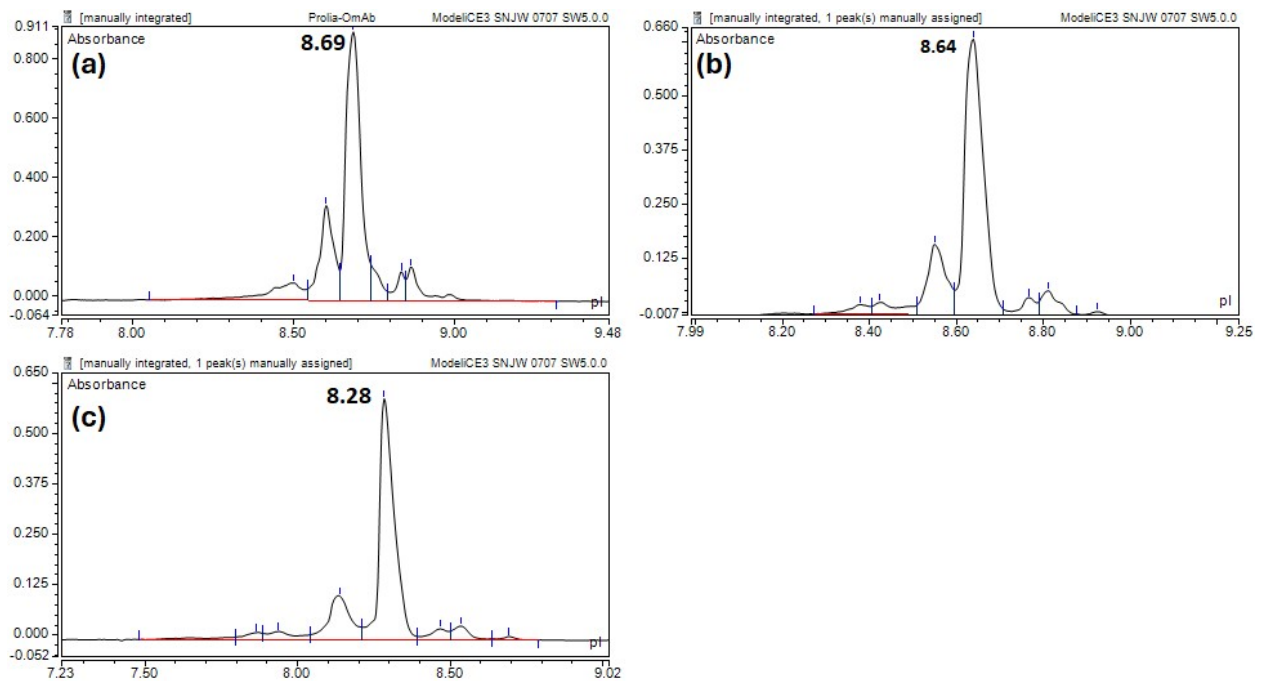 [manually integrated] Prolia-OmAb ModeliCE3 SNJW 0707 SW5.0.0
0.911
Absorbance
8.69
(a)
0.800
0.600
0.400
0.200
0.000
-0.064
pI
7.78 8.00 8.50 9.00 9.48
[manually integrated, 1 peak(s) manually assigned] ModeliCE3 SNJW 0707 SW5.0.0
0.660
Absorbance
8.64
(b)
0.500
0.375
0.250
0.125
-0.007
pI
7.99 8.20 8.40 8.60 8.80 9.00 9.25
[manually integrated, 1 peak(s) manually assigned] ModeliCE3 SNJW 0707 SW5.0.0
0.650
Absorbance
8.28
(c)
0.500
0.375
0.250
0.125
0.000
-0.052
pI
7.23 7.50 8.00 8.50 9.02